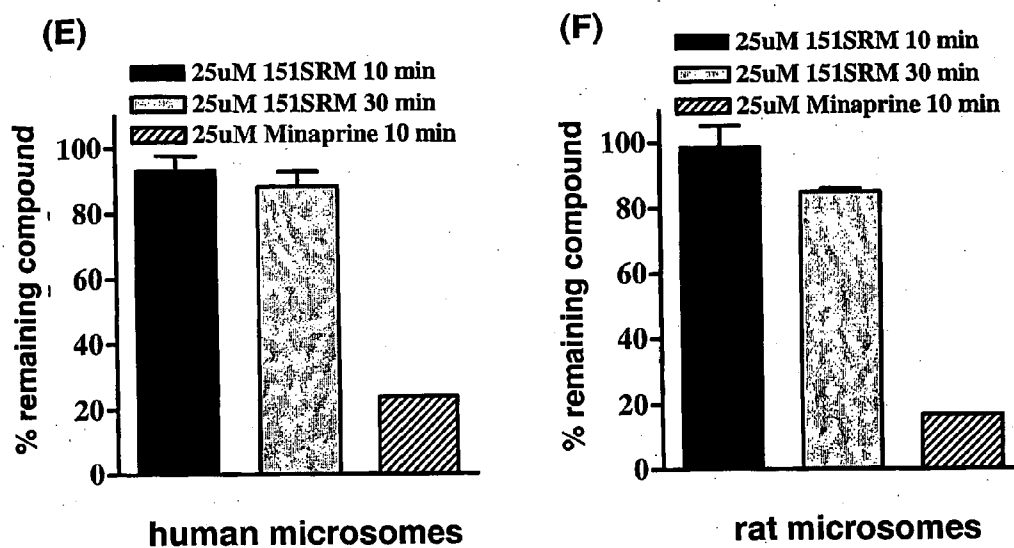 (E)
25uM 151SRM 10 min
25uM 151SRM 30 min
25uM Minaprine 10 min
% remaining compound
100
80
60
40
20
0
human microsomes
(F)
25uM 151SRM 10 min
25uM 151SRM 30 min
25uM Minaprine 10 min
% remaining compound
100
80
60
40
20
0
rat microsomes